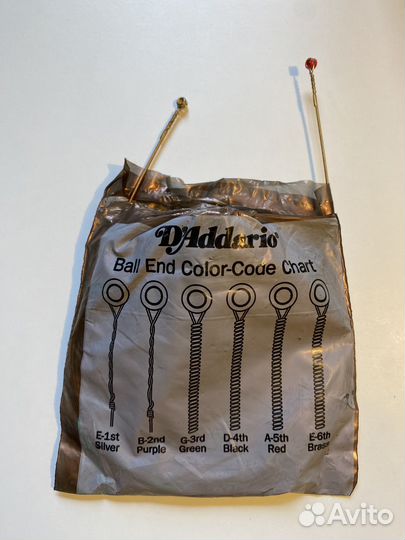 D'Addario
Ball End Color-Code Chart
E-1st B-2nd G-3rd D-4th A-5th E-6th
Silver Purple Green Black Red Brass
Avito